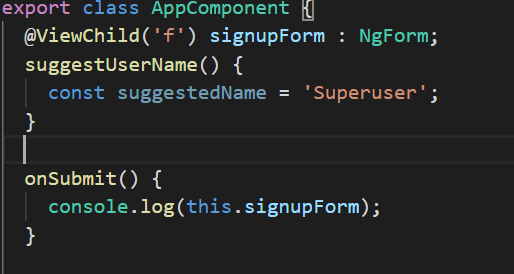 export class AppComponent {
@ViewChild('f') signupForm : NgForm;
suggestUserName() {
const suggestedName = 'Superuser';
}
onSubmit() {
console.log(this.signupForm);
}